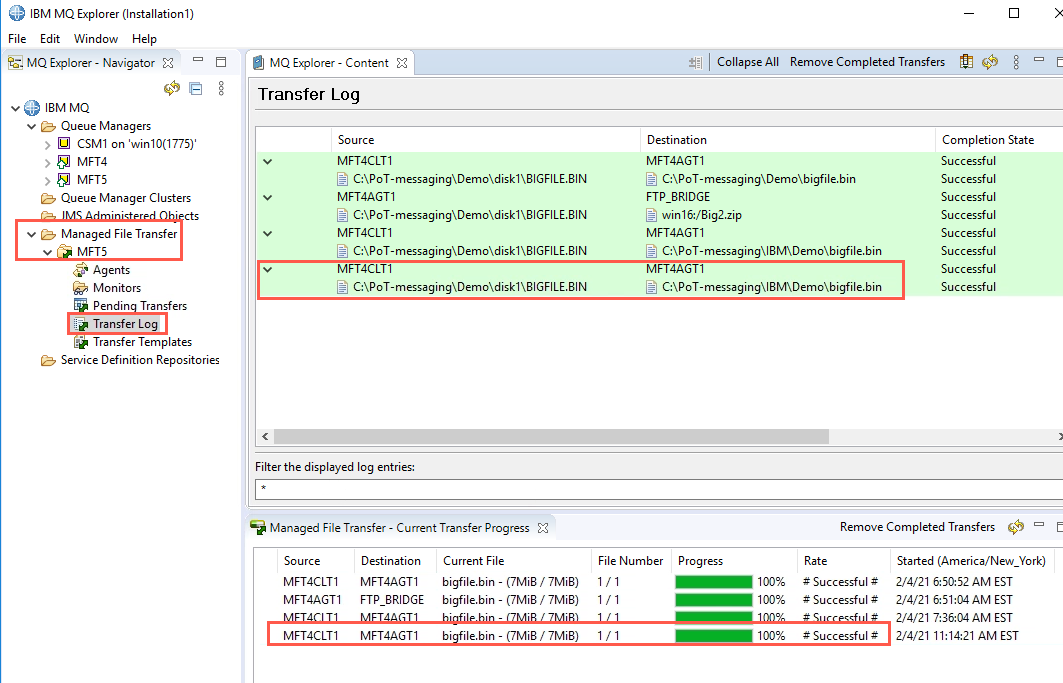 IBM MQ Explorer (Installation1)
File Edit Window Help
MQ Explorer - Navigator
IBM MQ
Queue Managers
CSM1 on 'win10(1775)'
MFT4
MFT5
Queue Manager Clusters
JMS Administered Objects
Managed File Transfer
MFT5
Agents
Monitors
Pending Transfers
Transfer Log
Transfer Templates
Service Definition Repositories
MQ Explorer - Content
Collapse All Remove Completed Transfers
Transfer Log
Source Destination Completion State
MFT4CLT1 MFT4AGT1 Successful
C:\PoT-messaging\Demo\disk1\BIGFILE.BIN C:\PoT-messaging\Demo\bigfile.bin Successful
MFT4AGT1 FTP_BRIDGE Successful
C:\PoT-messaging\Demo\disk1\BIGFILE.BIN win16:/Big2.zip Successful
MFT4CLT1 MFT4AGT1 Successful
C:\PoT-messaging\Demo\disk1\BIGFILE.BIN C:\PoT-messaging\IBM\Demo\bigfile.bin Successful
MFT4CLT1 MFT4AGT1 Successful
C:\PoT-messaging\Demo\disk1\BIGFILE.BIN C:\PoT-messaging\IBM\Demo\bigfile.bin Successful
Filter the displayed log entries:
*
Managed File Transfer - Current Transfer Progress
Remove Completed Transfers
Source Destination Current File File Number Progress Rate Started (America/New_York)
MFT4CLT1 MFT4AGT1 bigfile.bin - (7MiB / 7MiB) 1 / 1 100% # Successful # 2/4/21 6:50:52 AM EST
MFT4AGT1 FTP_BRIDGE bigfile.bin - (7MiB / 7MiB) 1 / 1 100% # Successful # 2/4/21 6:51:04 AM EST
MFT4CLT1 MFT4AGT1 bigfile.bin - (7MiB / 7MiB) 1 / 1 100% # Successful # 2/4/21 7:36:04 AM EST
MFT4CLT1 MFT4AGT1 bigfile.bin - (7MiB / 7MiB) 1 / 1 100% # Successful # 2/4/21 11:14:21 AM EST